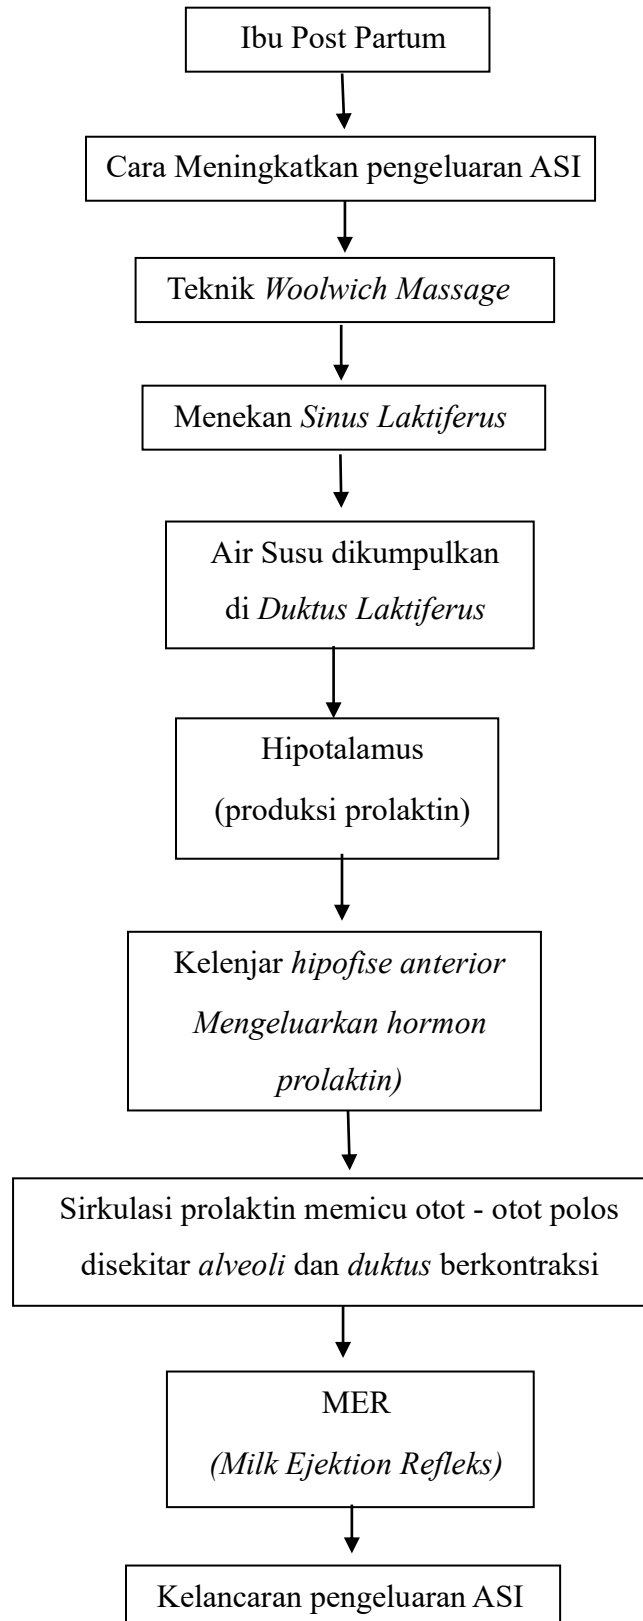 Ibu Post Partum
Cara Meningkatkan pengeluaran ASI
Teknik Woolwich Massage
Menekan Sinus Laktiferus
Air Susu dikumpulkan
di Duktus Laktiferus
Hipotalamus
(produksi prolaktin)
Kelenjar hipofise anterior
Mengeluarkan hormon
prolaktin)
Sirkulasi prolaktin memicu otot - otot polos
disekitar alveoli dan duktus berkontraksi
MER
(Milk Ejektion Refleks)
Kelancaran pengeluaran ASI